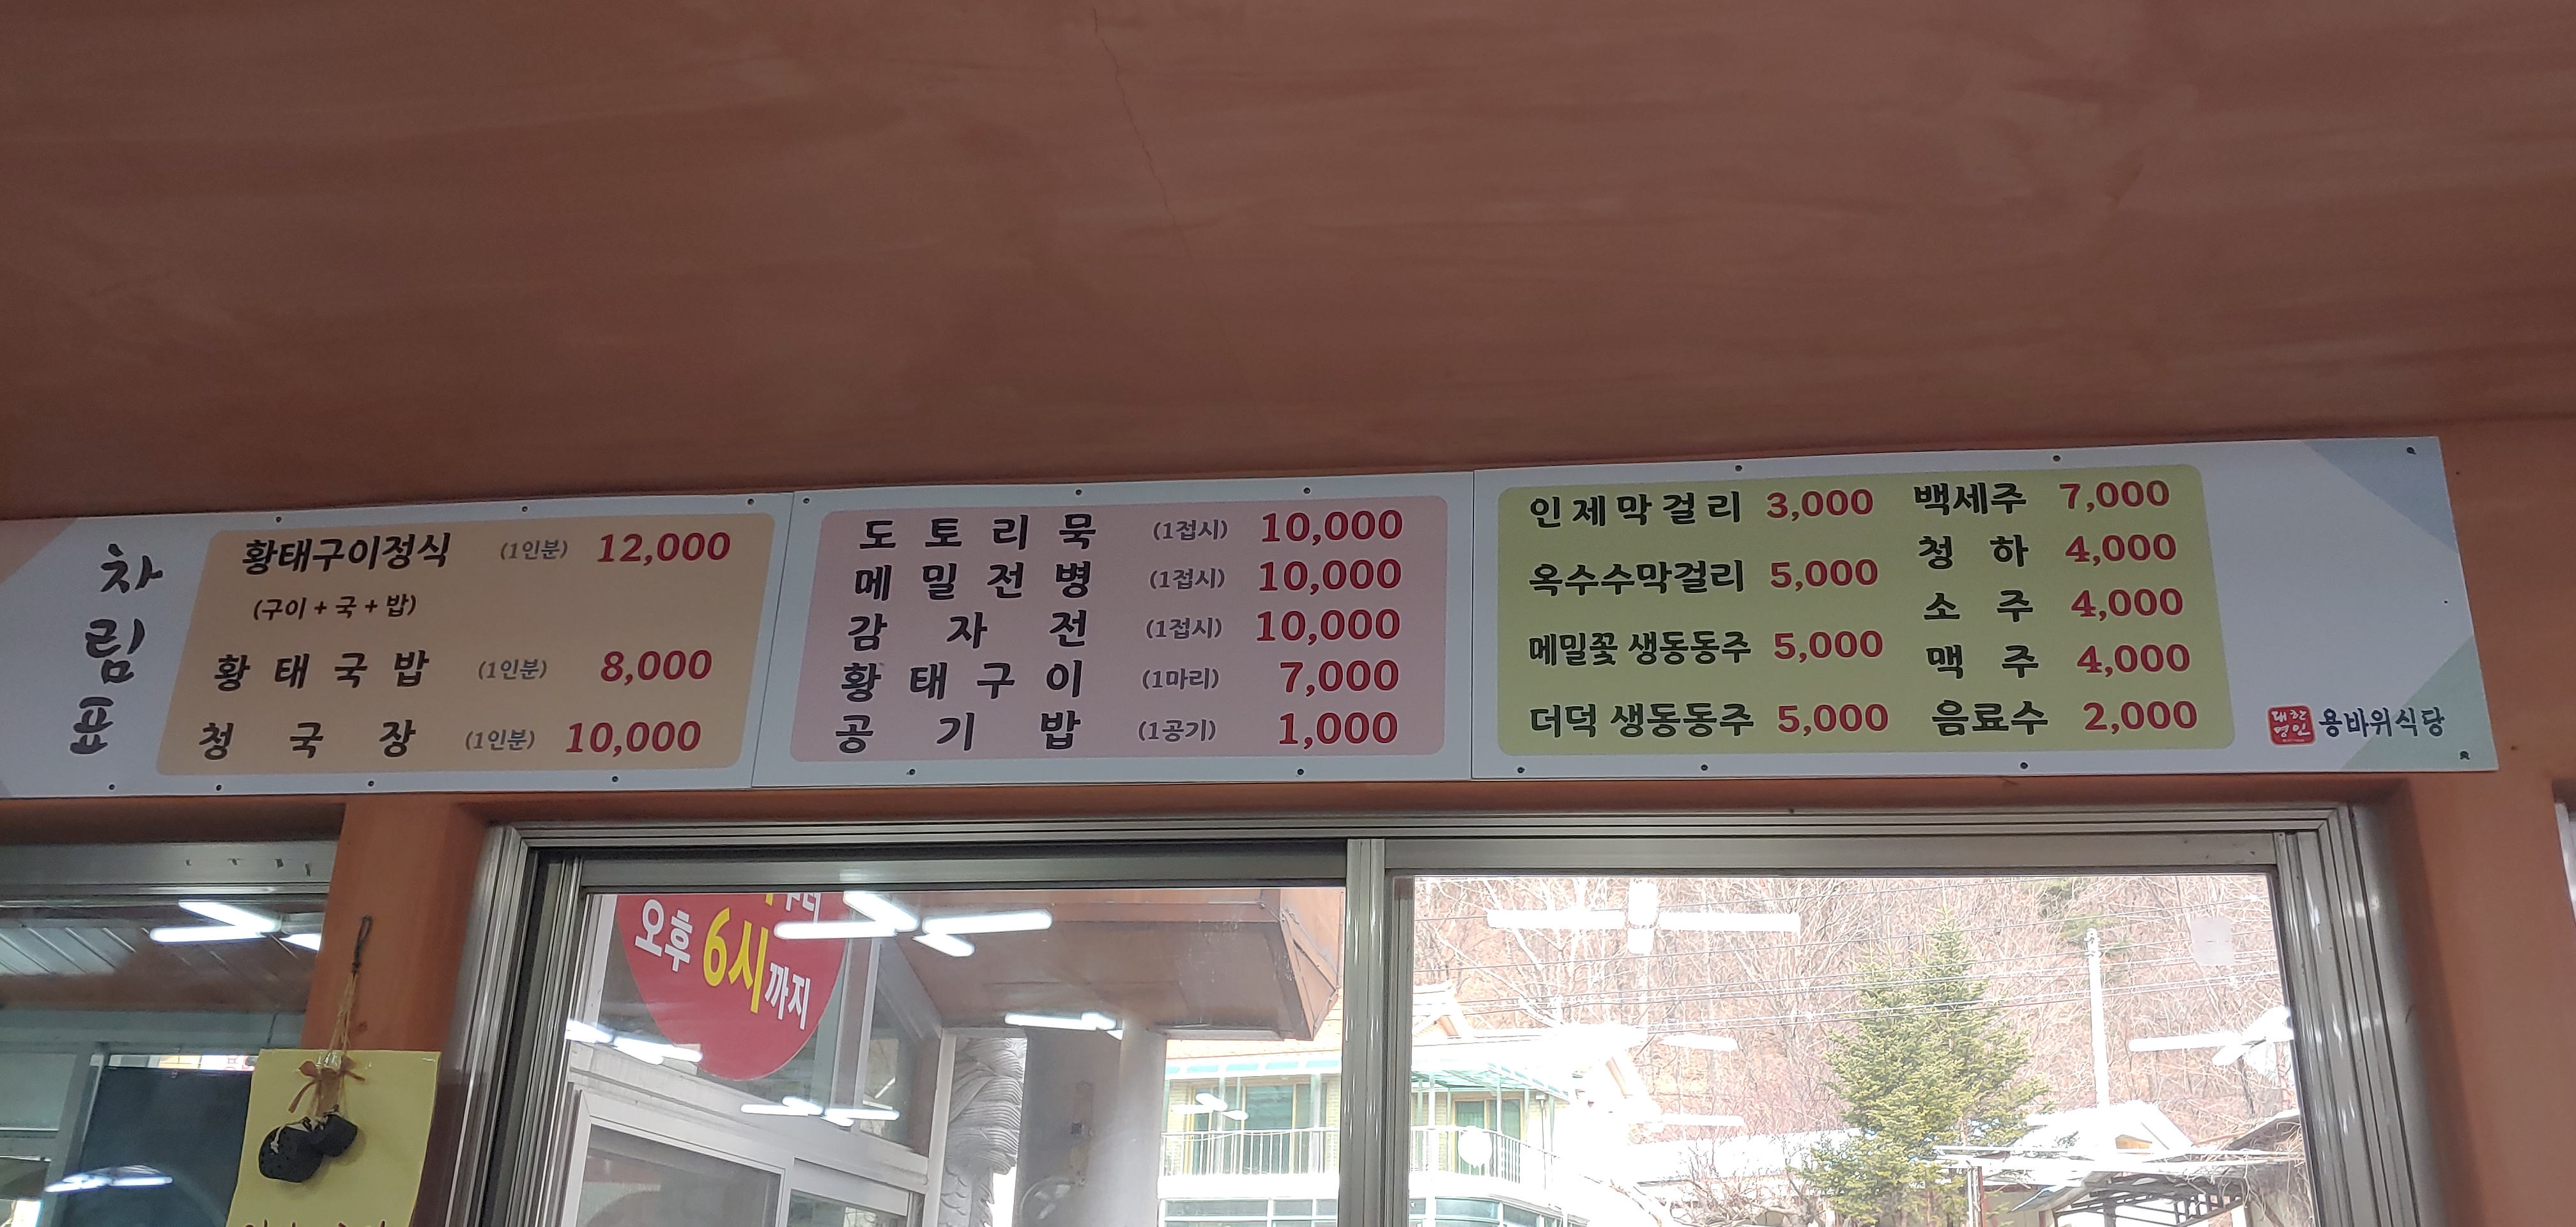 차림표
황태구이정식 (1인분) 12,000
(구이 + 국 + 밥)
황태국밥 (1인분) 8,000
청국장 (1인분) 10,000
도토리묵 (1접시) 10,000
메밀전병 (1접시) 10,000
감자전 (1접시) 10,000
황태구이 (1마리) 7,000
공기밥 (1공기) 1,000
인제막걸리 3,000
옥수수막걸리 5,000
메밀꽃 생동동주 5,000
더덕 생동동주 5,000
백세주 7,000
청하 4,000
소주 4,000
맥주 4,000
음료수 2,000
대한
명인
용바위식당
오후 6시까지